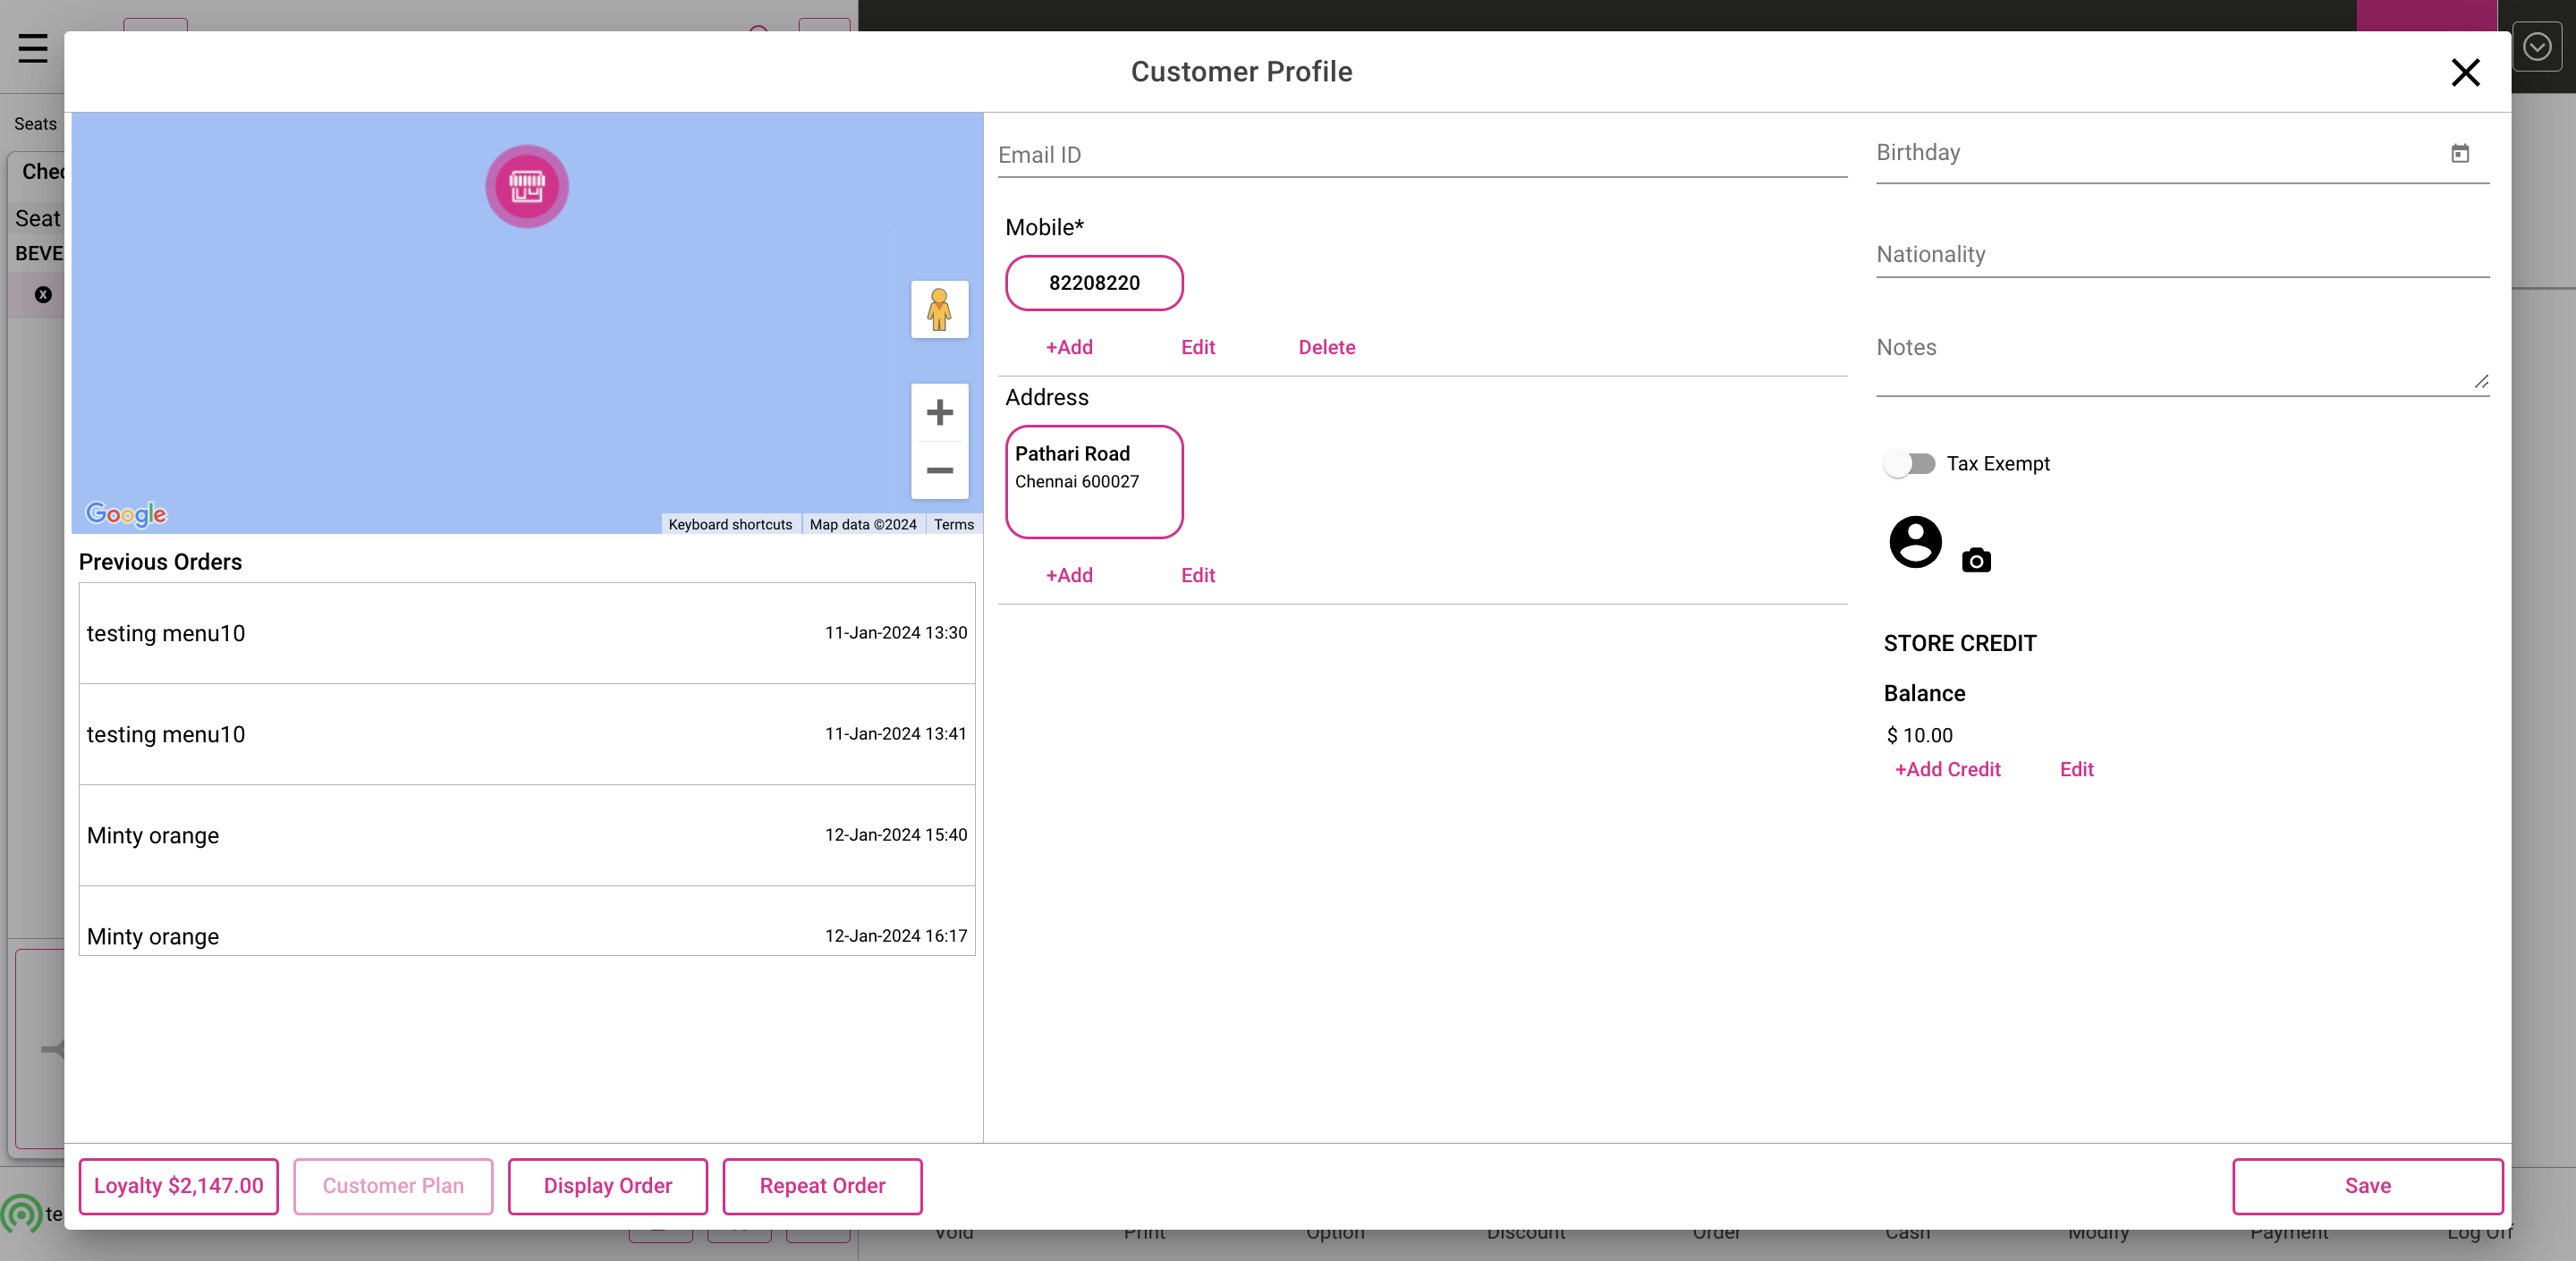 Customer Profile
Seats
Seat
BEVE
Google
Keyboard shortcuts
Map data ©2024
Terms
Previous Orders
testing menu10
11-Jan-2024 13:30
testing menu10
11-Jan-2024 13:41
Minty orange
12-Jan-2024 15:40
Minty orange
12-Jan-2024 16:17
Email ID
Mobile*
82208220
+Add
Edit
Delete
Address
Pathari Road
Chennai 600027
+Add
Edit
Birthday
Nationality
Notes
Tax Exempt
STORE CREDIT
Balance
$ 10.00
+Add Credit
Edit
Loyalty $2,147.00
Customer Plan
Display Order
Repeat Order
Save
Void
Print
Option
Discount
Order
Cash
Modify
Payment
Log Off